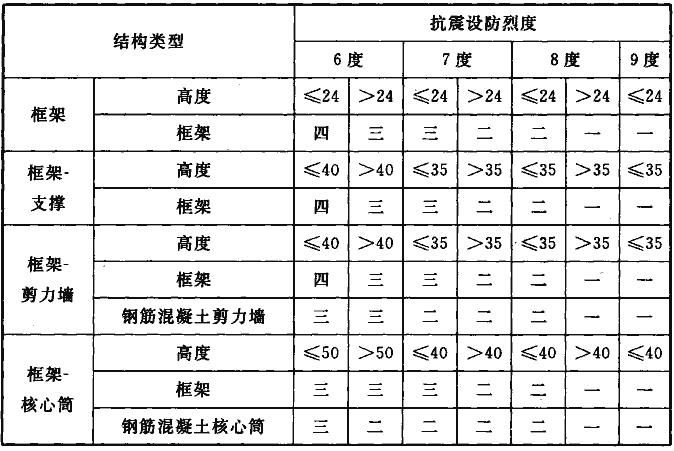 结构类型 抗震设防烈度
6度 7度 8度 9度
框架 高度 ≤24 >24 ≤24 >24 ≤24 >24 ≤24
框架 四 三 三 二 二 一 一
框架-支撑 高度 ≤40 >40 ≤35 >35 ≤35 >35 ≤35
框架 四 三 三 二 二 一 一
框架-剪力墙 高度 ≤40 >40 ≤35 >35 ≤35 >35 ≤35
框架 四 三 三 二 二 一 一
钢筋混凝土剪力墙 三 三 二 二 二 一 一
框架-核心筒 高度 ≤50 >50 ≤40 >40 ≤40 >40 ≤40
框架 三 三 三 二 二 一 一
钢筋混凝土核心筒 三 二 二 二 二 一 一